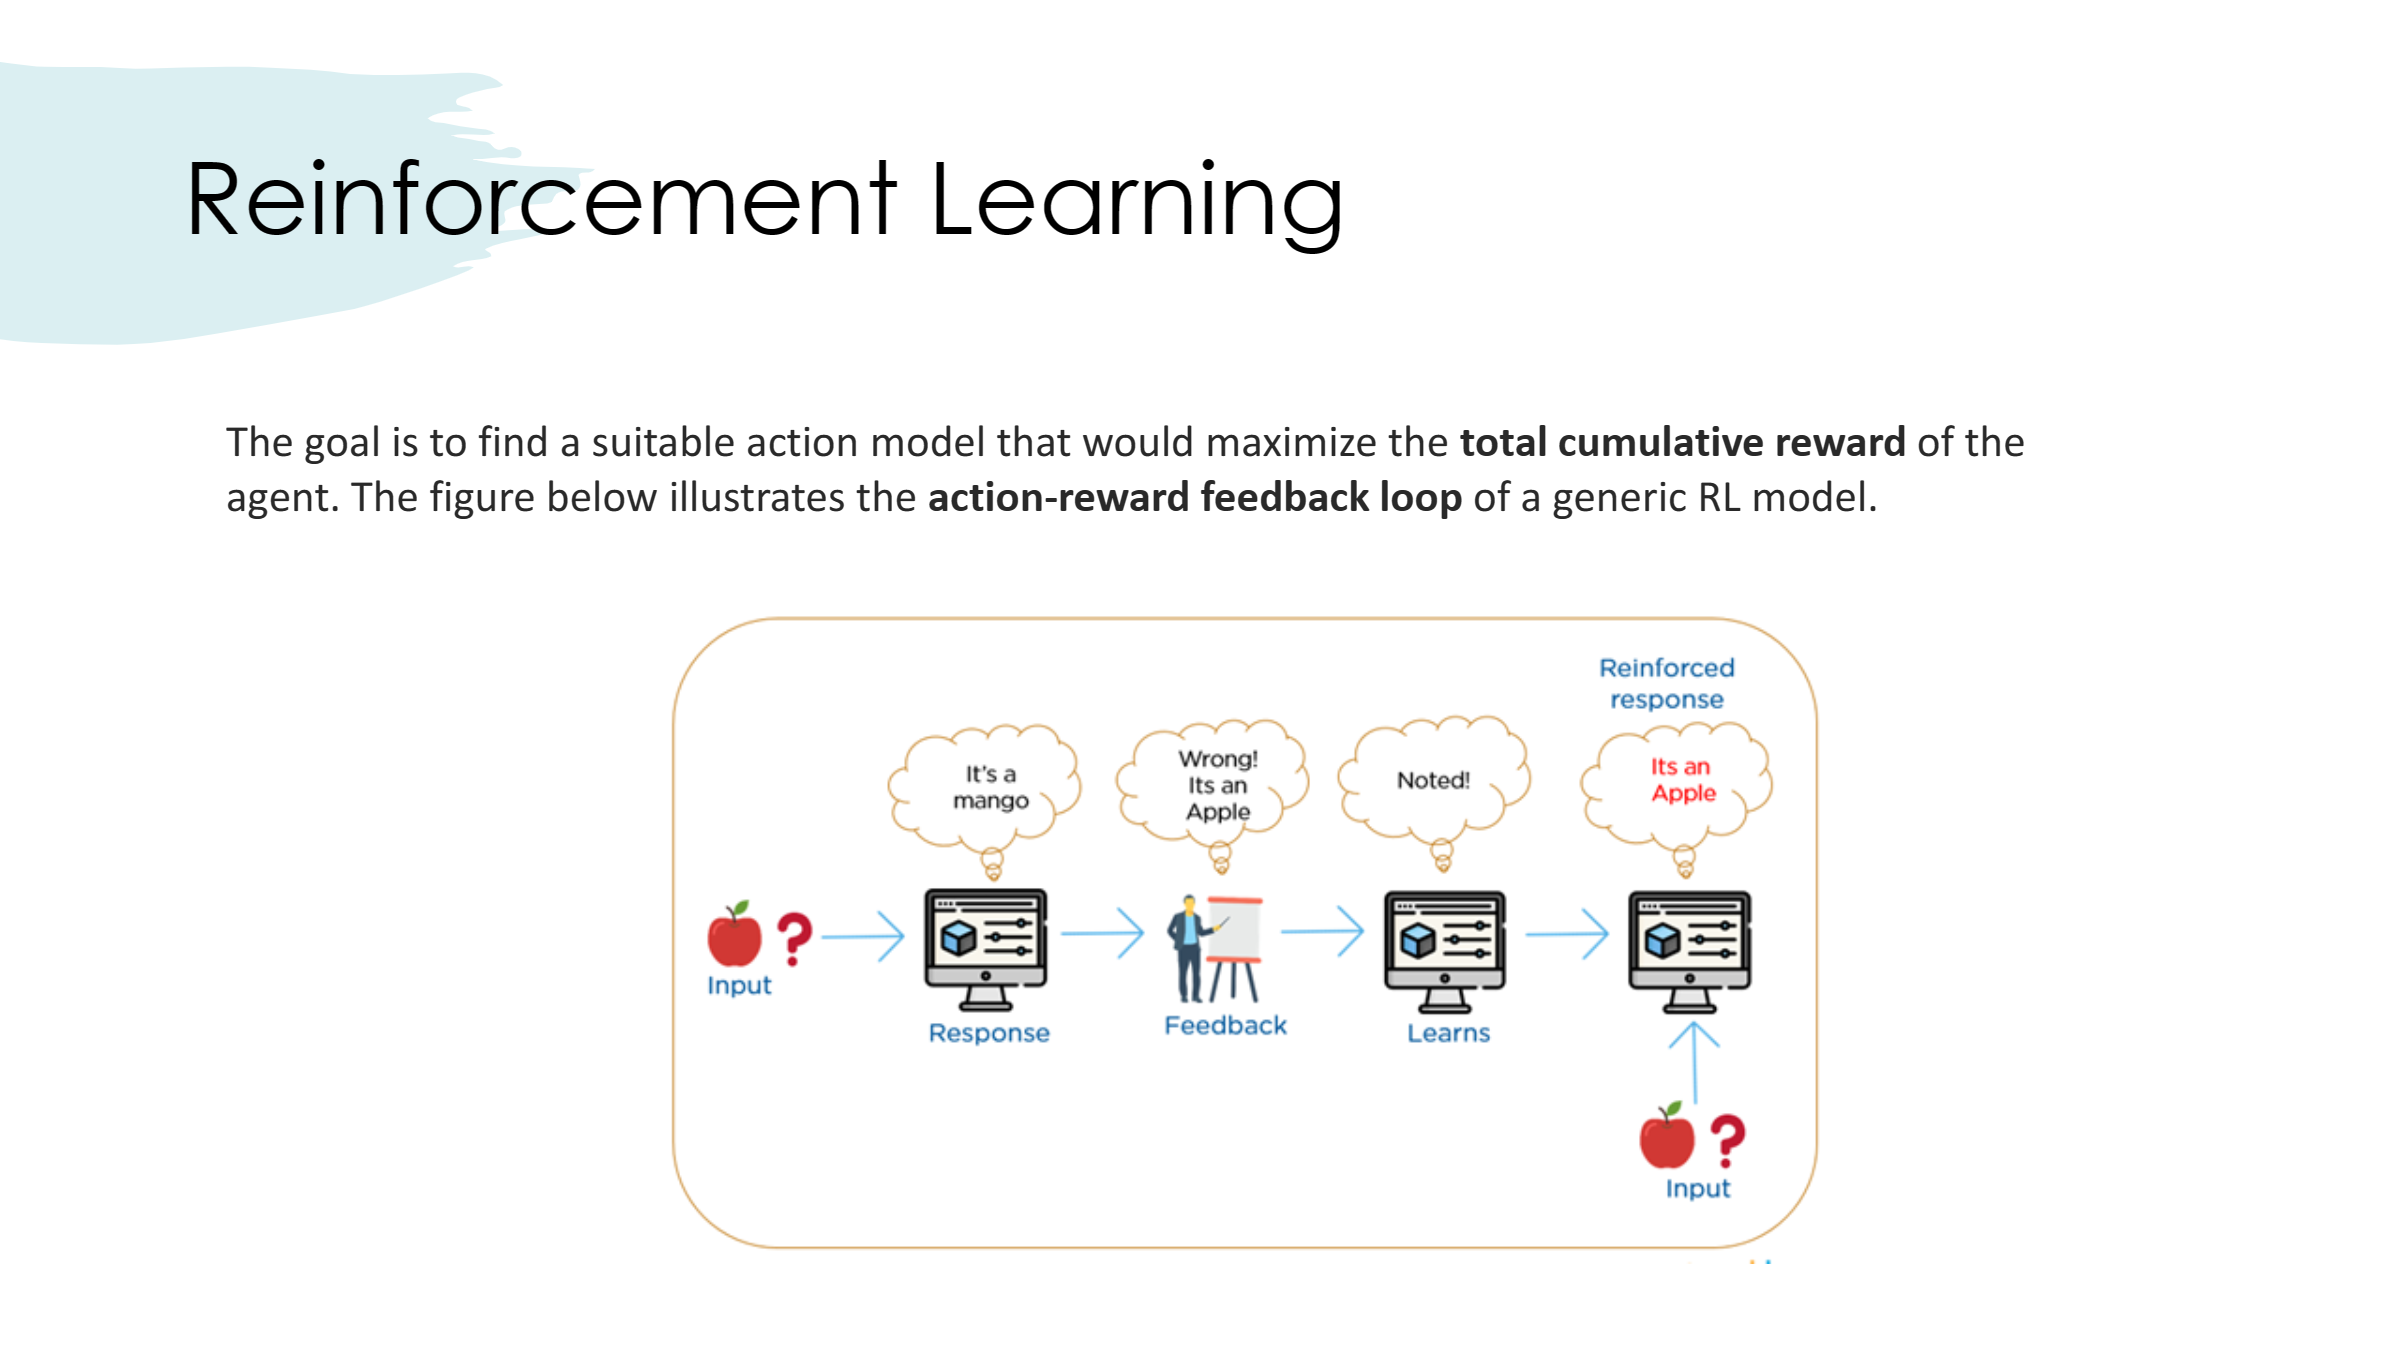 Reinforcement Learning
The goal is to find a suitable action model that would maximize the total cumulative reward of the
agent. The figure below illustrates the action-reward feedback loop of a generic RL model.
Reinforced
response
It's a
mango
Wrong!
Its an
Apple
Noted!
Its an
Apple
Input
Response
Feedback
Learns
Input